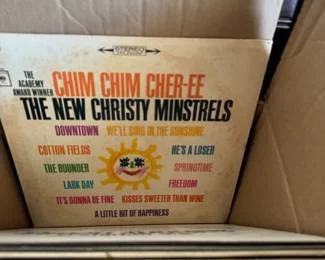 STEREO
THE ACADEMY AWARD WINNER CHIM CHIM CHER-EE
THE NEW CHRISTY MINSTRELS
DOWNTOWN WE'LL SING IN THE SUNSHINE
COTTON FIELDS HE'S A LOSER
THE ROUNDER SPRINGTIME
LARK DAY FREEDOM
IT'S GONNA BE FINE KISSES SWEETER THAN WINE
A LITTLE BIT OF HAPPINESS